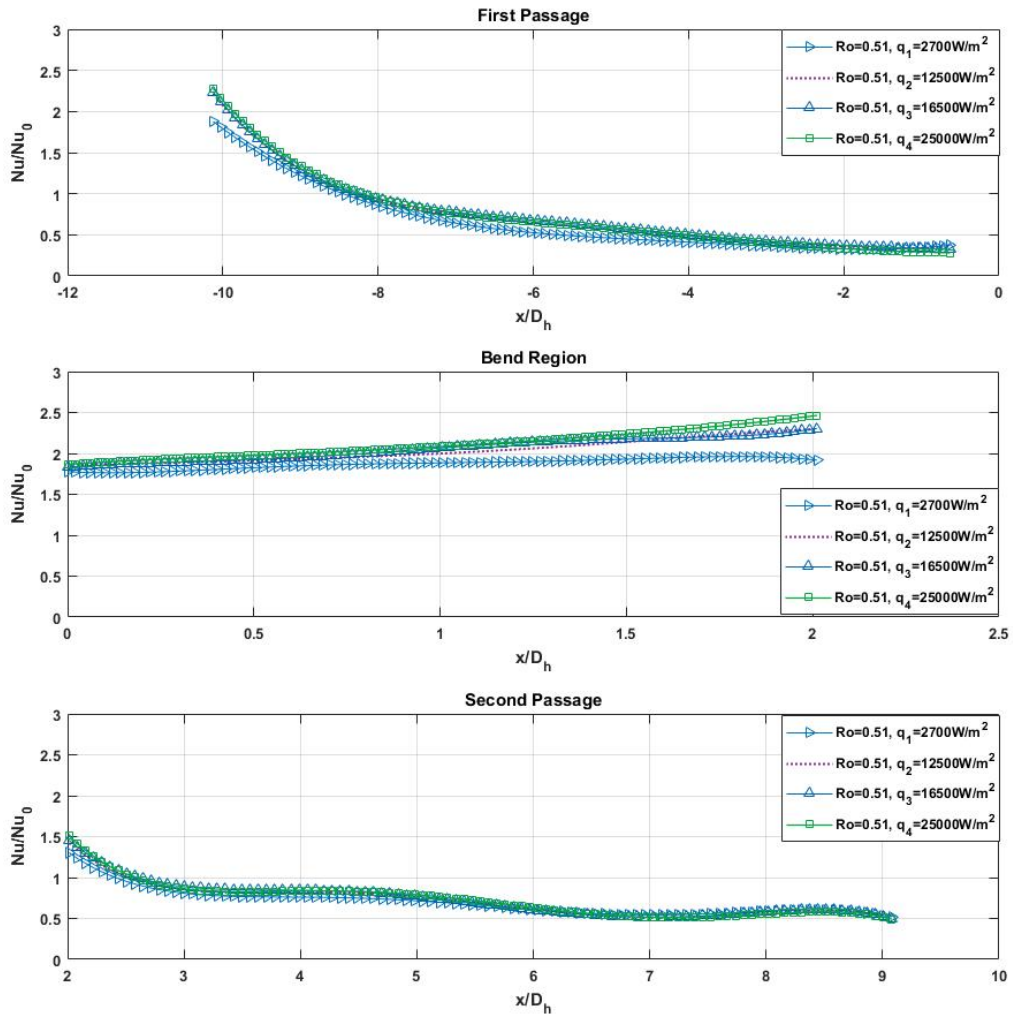 First Passage
Nu/Nu0
3
2.5
2
1.5
1
0.5
0
-12
-10
-8
-6
-4
-2
0
x/Dh
Ro=0.51, q1=2700W/m2
Ro=0.51, q2=12500W/m2
Ro=0.51, q3=16500W/m2
Ro=0.51, q4=25000W/m2
Bend Region
Nu/Nu0
3
2.5
2
1.5
1
0.5
0
0
0.5
1
1.5
2
2.5
x/Dh
Ro=0.51, q1=2700W/m2
Ro=0.51, q2=12500W/m2
Ro=0.51, q3=16500W/m2
Ro=0.51, q4=25000W/m2
Second Passage
Nu/Nu0
3
2.5
2
1.5
1
0.5
0
2
3
4
5
6
7
8
9
10
x/Dh
Ro=0.51, q1=2700W/m2
Ro=0.51, q2=12500W/m2
Ro=0.51, q3=16500W/m2
Ro=0.51, q4=25000W/m2